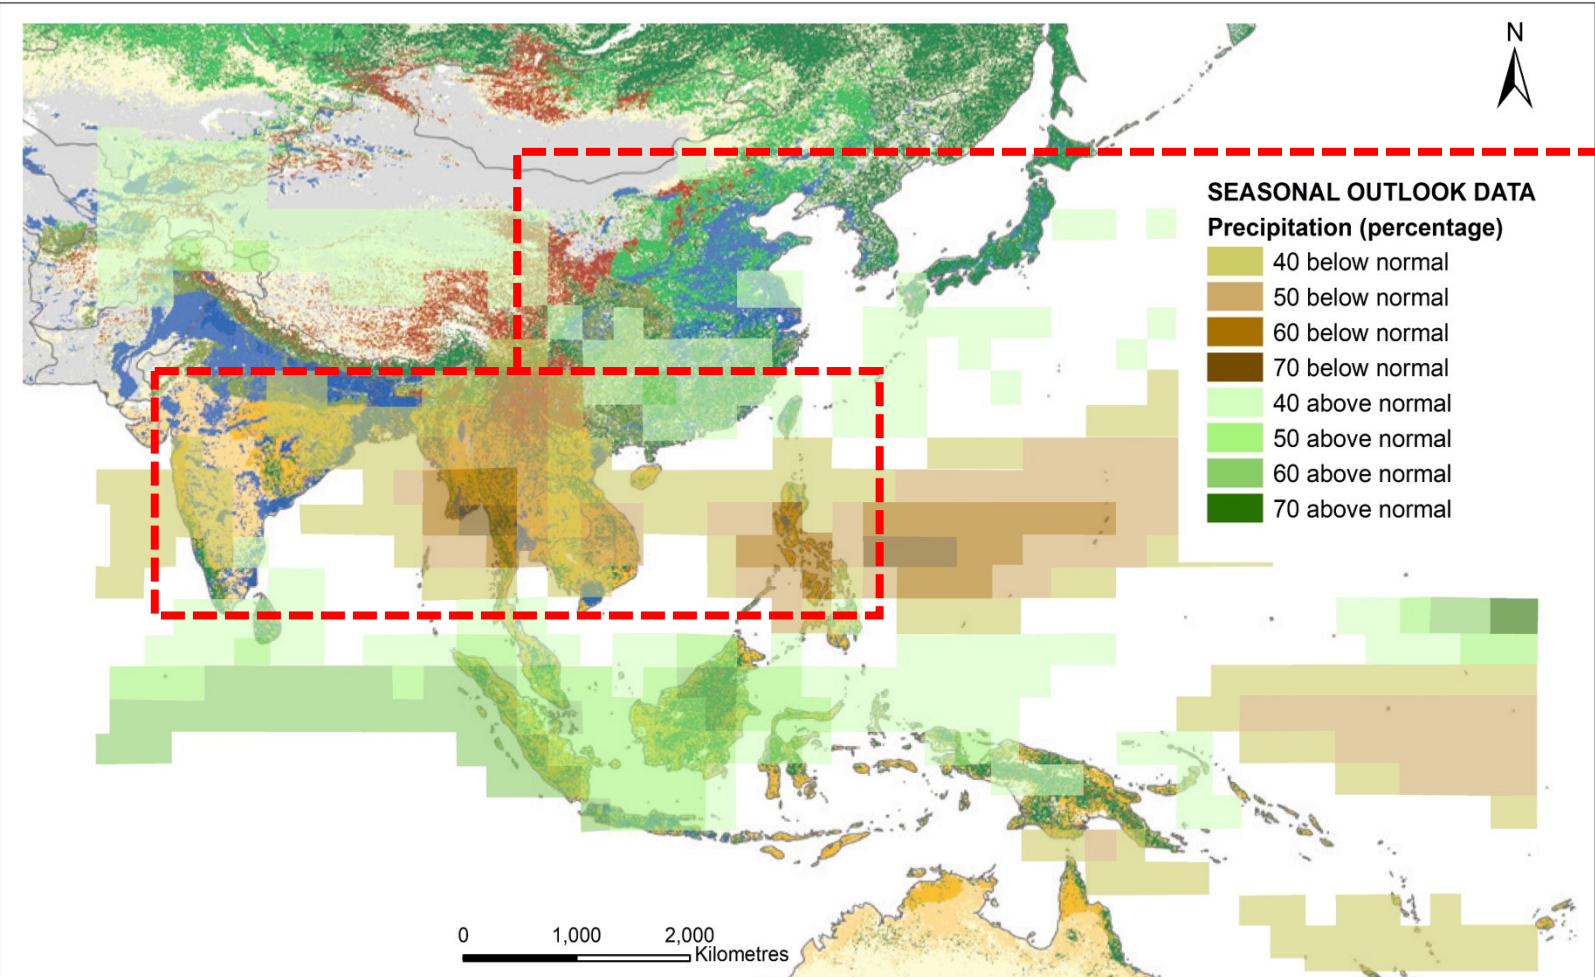 N
SEASONAL OUTLOOK DATA
Precipitation (percentage)
40 below normal
50 below normal
60 below normal
70 below normal
40 above normal
50 above normal
60 above normal
70 above normal
0 1,000 2,000
Kilometres